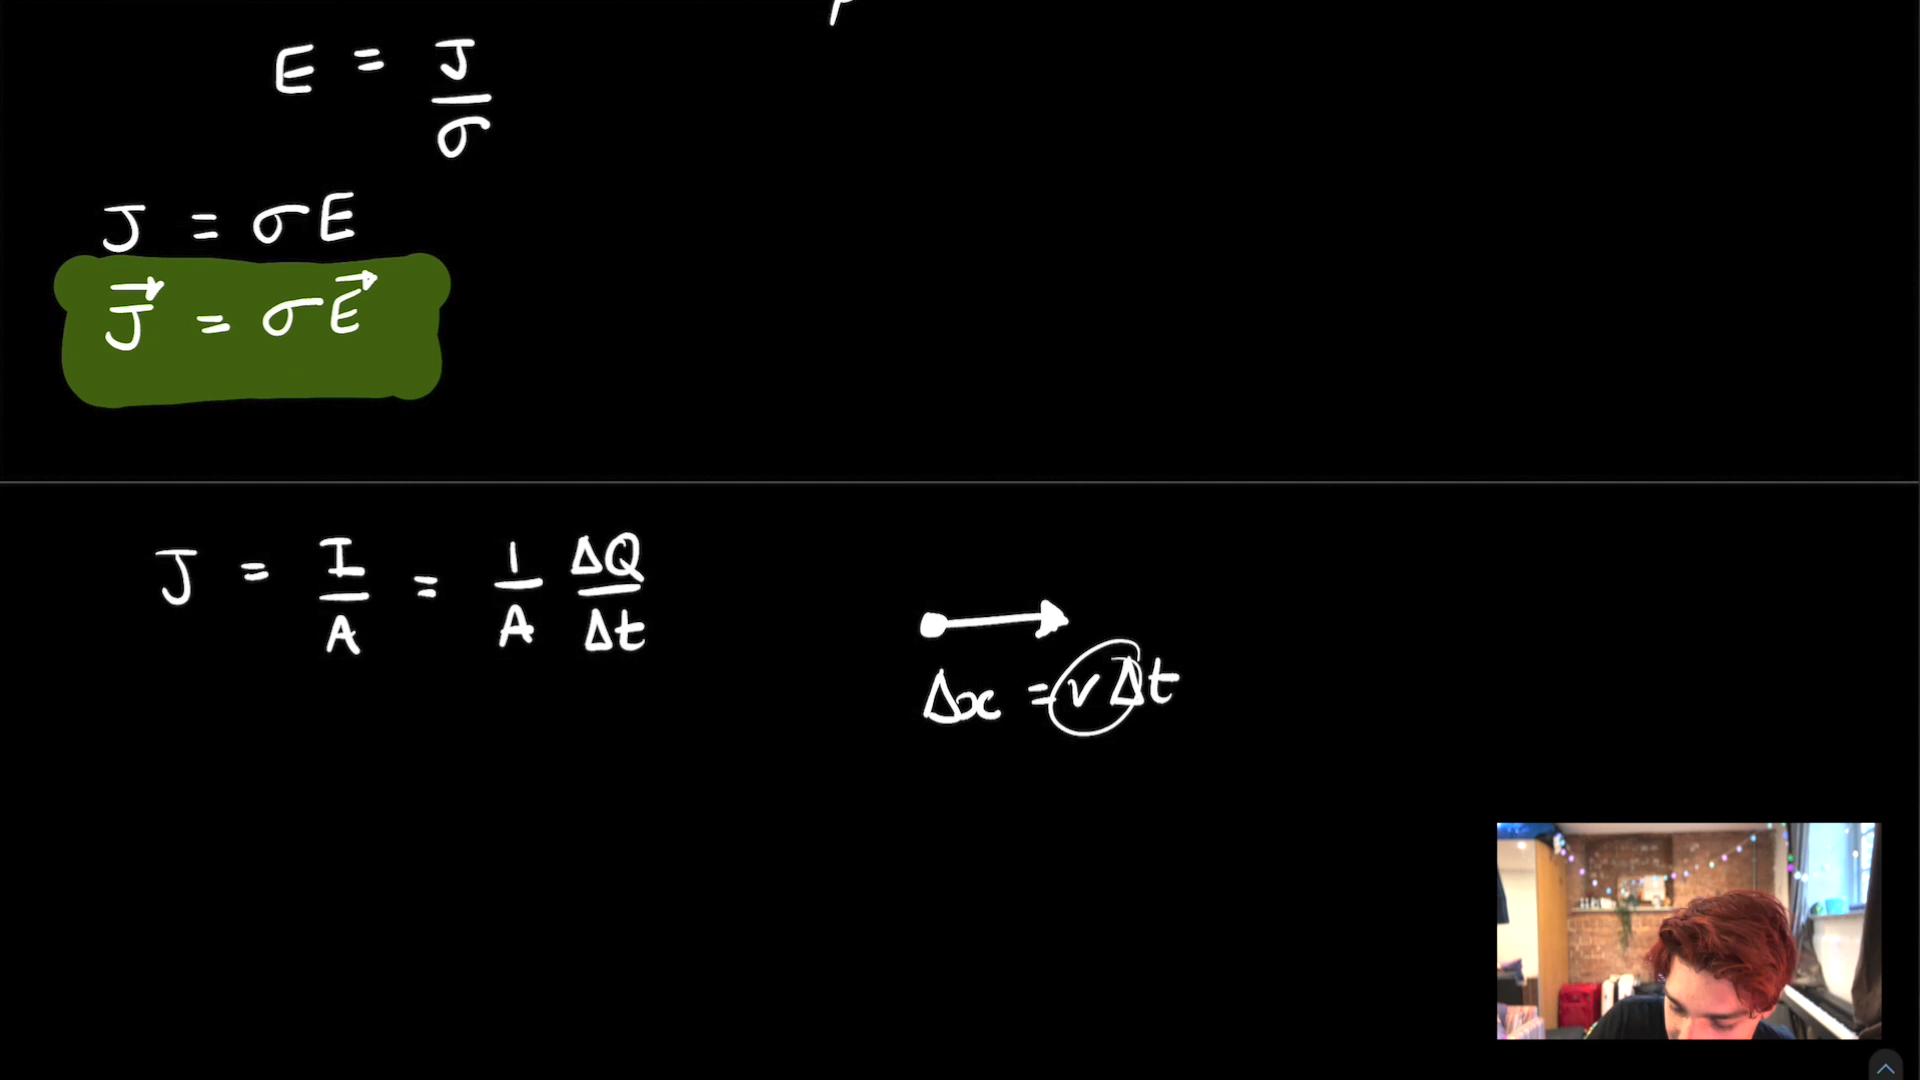 E = J/σ
J = σE
J⃗ = σE⃗
J = I/A = 1/A ΔQ/Δt
Δx = vΔt